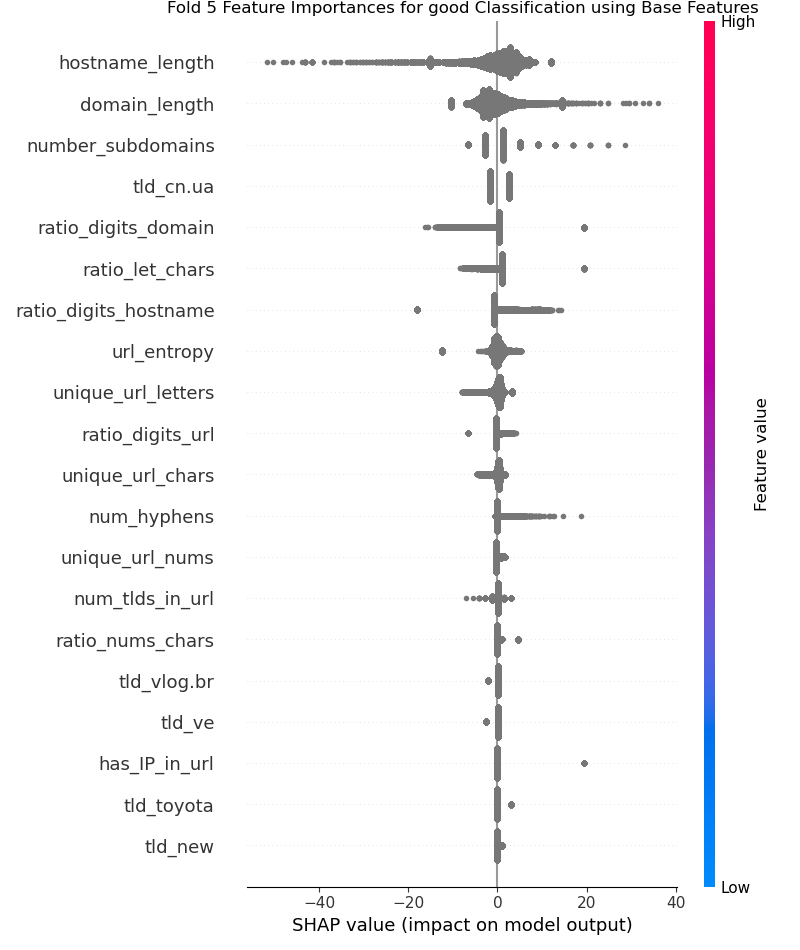 Fold 5 Feature Importances for good Classification using Base Features
High
hostname_length
domain_length
number_subdomains
tld_cn.ua
ratio_digits_domain
ratio_let_chars
ratio_digits_hostname
url_entropy
unique_url_letters
ratio_digits_url
unique_url_chars
num_hyphens
unique_url_nums
num_tlds_in_url
ratio_nums_chars
tld_vlog.br
tld_ve
has_IP_in_url
tld_toyota
tld_new
Feature value
Low
−40 −20 0 20 40
SHAP value (impact on model output)